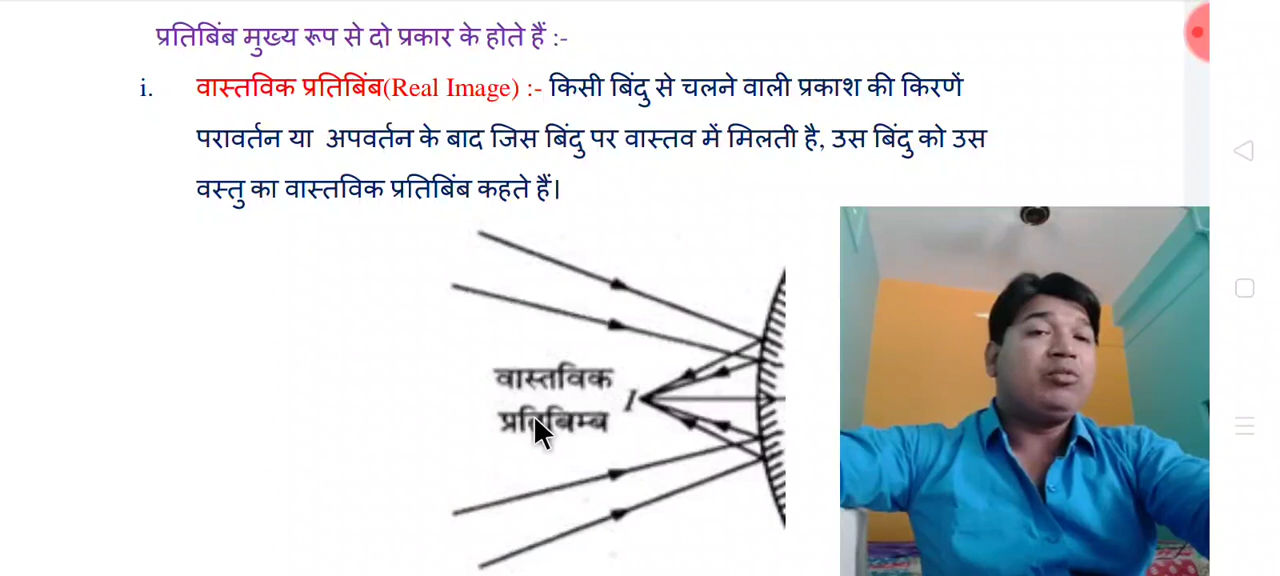 प्रतिबिंब मुख्य रूप से दो प्रकार के होते हैं :-
i. वास्तविक प्रतिबिंब(Real Image) :- किसी बिंदु से चलने वाली प्रकाश की किरणें
परावर्तन या अपवर्तन के बाद जिस बिंदु पर वास्तव में मिलती है, उस बिंदु को उस
वस्तु का वास्तविक प्रतिबिंब कहते हैं।
वास्तविक
प्रतिबिम्ब
I